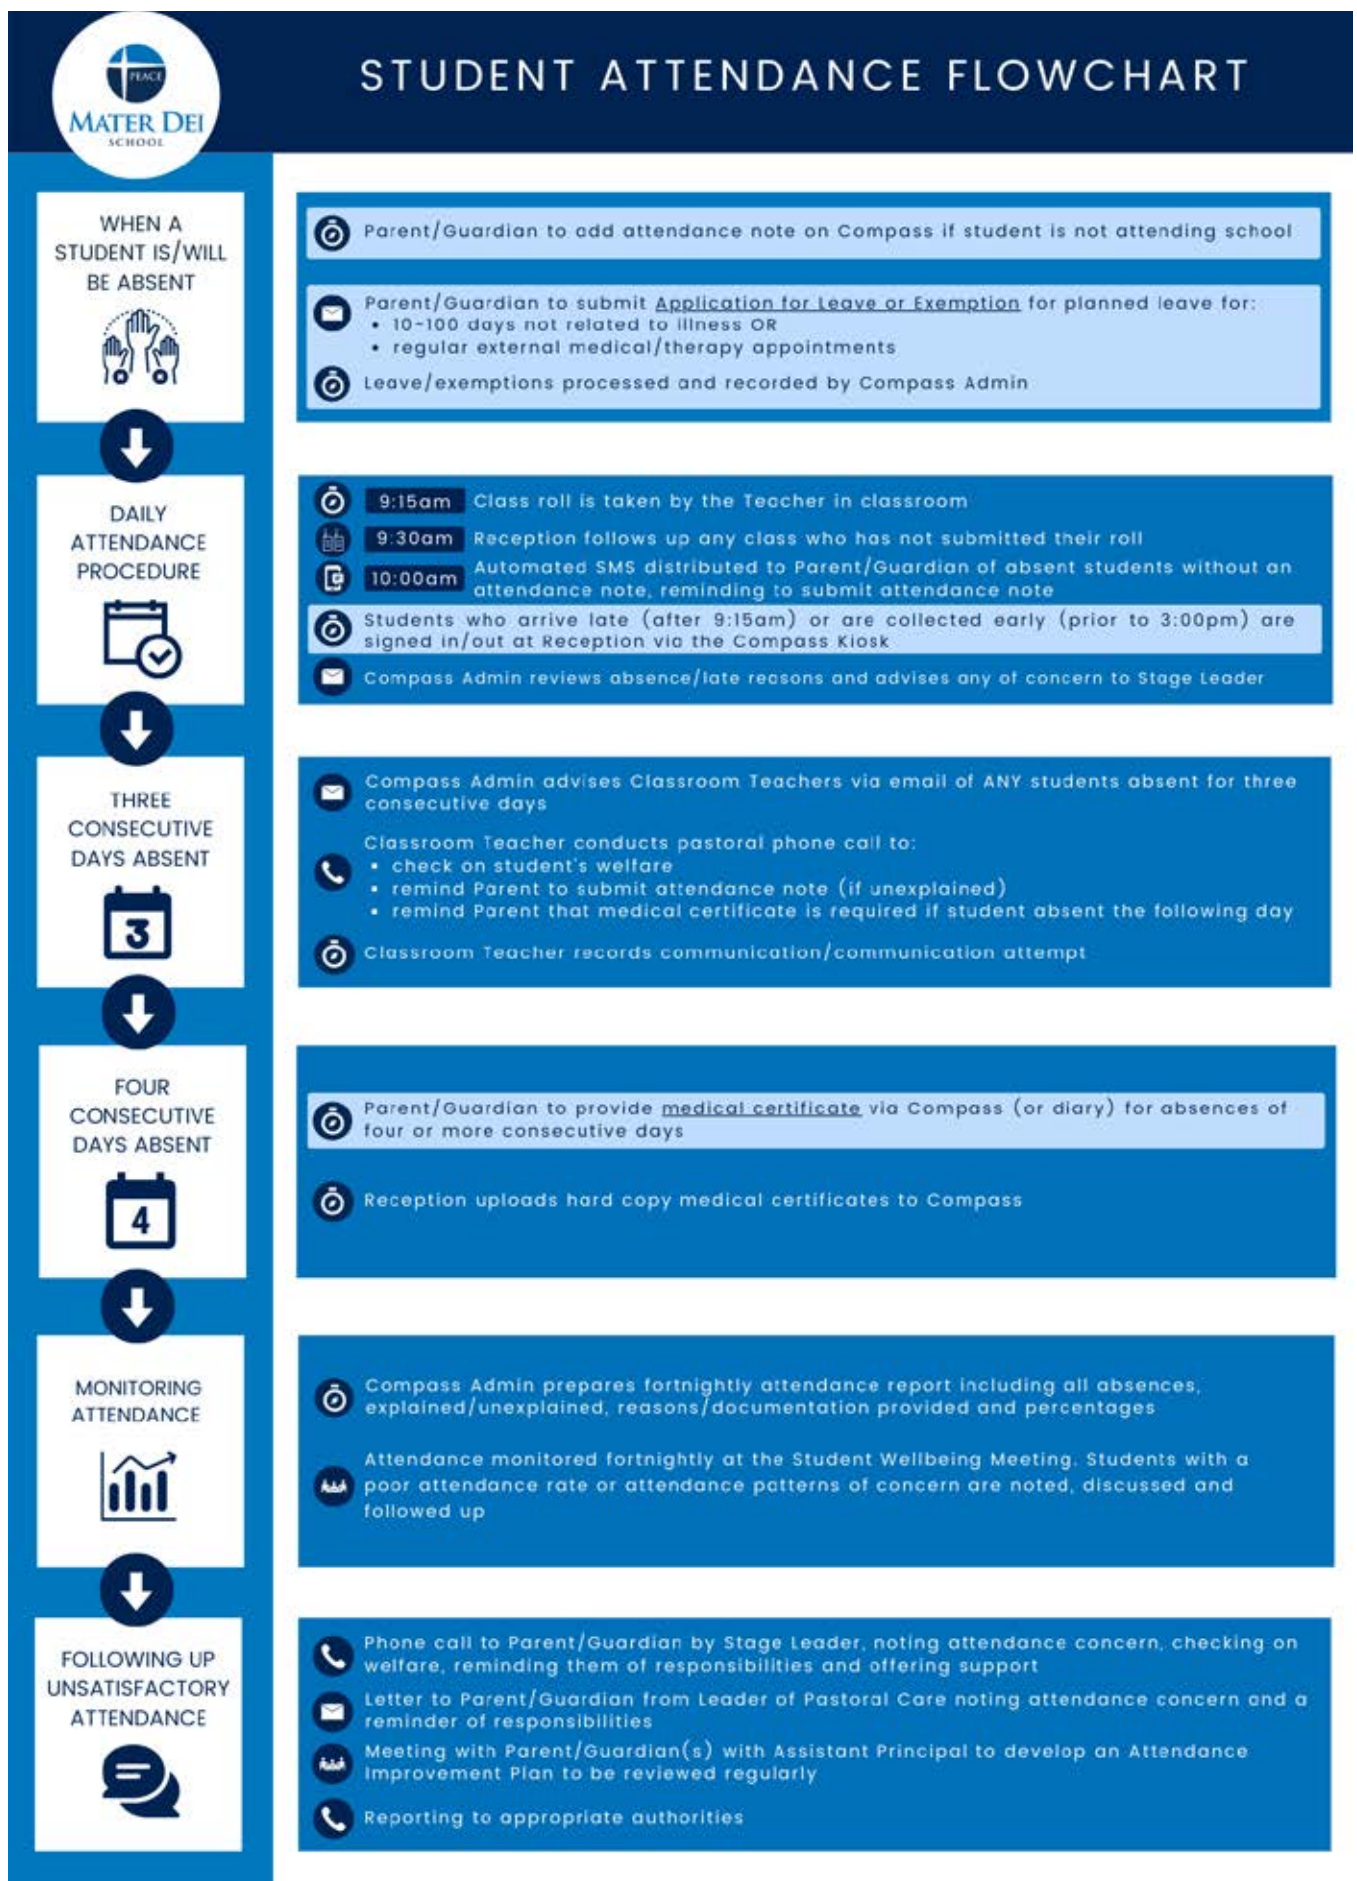 PEACE
MATER DEI
SCHOOL
STUDENT ATTENDANCE FLOWCHART
WHEN A
STUDENT IS/WILL
BE ABSENT
Parent/Guardian to add attendance note on Compass if student is not attending school
Parent/Guardian to submit Application for Leave or Exemption for planned leave for:
• 10-100 days not related to illness OR
• regular external medical/therapy appointments
Leave/exemptions processed and recorded by Compass Admin
DAILY
ATTENDANCE
PROCEDURE
9:15am Class roll is taken by the Teacher in classroom
9:30am Reception follows up any class who has not submitted their roll
10:00am Automated SMS distributed to Parent/Guardian of absent students without an
attendance note, reminding to submit attendance note
Students who arrive late (after 9:15am) or are collected early (prior to 3:00pm) are
signed in/out at Reception via the Compass Kiosk
Compass Admin reviews absence/late reasons and advises any of concern to Stage Leader
THREE
CONSECUTIVE
DAYS ABSENT
3
Compass Admin advises Classroom Teachers via email of ANY students absent for three
consecutive days
Classroom Teacher conducts pastoral phone call to:
• check on student's welfare
• remind Parent to submit attendance note (if unexplained)
• remind Parent that medical certificate is required if student absent the following day
Classroom Teacher records communication/communication attempt
FOUR
CONSECUTIVE
DAYS ABSENT
4
Parent/Guardian to provide medical certificate via Compass (or diary) for absences of
four or more consecutive days
Reception uploads hard copy medical certificates to Compass
MONITORING
ATTENDANCE
Compass Admin prepares fortnightly attendance report including all absences,
explained/unexplained, reasons/documentation provided and percentages
Attendance monitored fortnightly at the Student Wellbeing Meeting. Students with a
poor attendance rate or attendance patterns of concern are noted, discussed and
followed up
FOLLOWING UP
UNSATISFACTORY
ATTENDANCE
Phone call to Parent/Guardian by Stage Leader, noting attendance concern, checking on
welfare, reminding them of responsibilities and offering support
Letter to Parent/Guardian from Leader of Pastoral Care noting attendance concern and a
reminder of responsibilities
Meeting with Parent/Guardian(s) with Assistant Principal to develop an Attendance
Improvement Plan to be reviewed regularly
Reporting to appropriate authorities